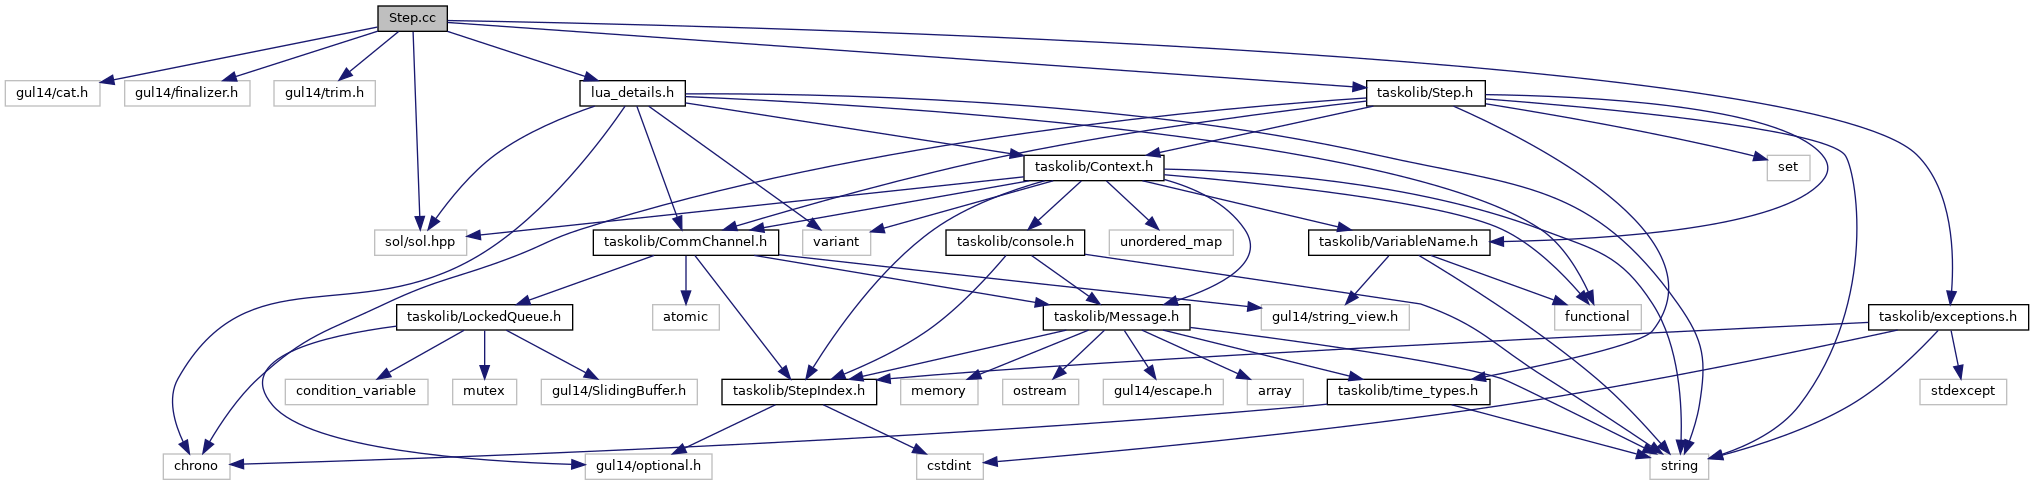 Step.cc
gul14/cat.h
gul14/finalizer.h
gul14/trim.h
lua_details.h
taskolib/Step.h
taskolib/Context.h
set
sol/sol.hpp
taskolib/CommChannel.h
variant
taskolib/console.h
unordered_map
taskolib/VariableName.h
taskolib/LockedQueue.h
atomic
taskolib/Message.h
gul14/string_view.h
functional
taskolib/exceptions.h
condition_variable
mutex
gul14/SlidingBuffer.h
taskolib/StepIndex.h
memory
ostream
gul14/escape.h
array
taskolib/time_types.h
stdexcept
chrono
gul14/optional.h
cstdint
string